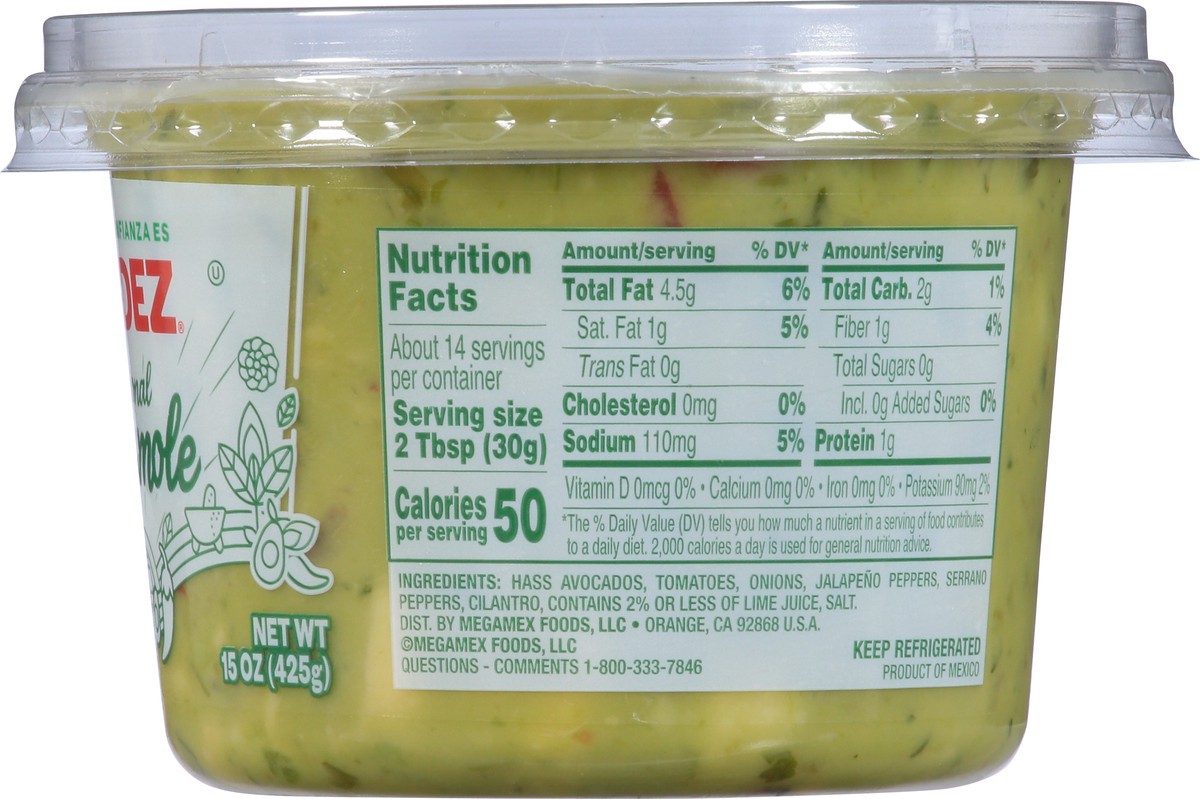 ES
DEZ
®
U
mole
NET WT
15 OZ (425g)
Nutrition
Facts
About 14 servings
per container
Serving size
2 Tbsp (30g)
Calories
per serving
50
Amount/serving % DV*
Total Fat 4.5g 6%
Sat. Fat 1g 5%
Trans Fat 0g
Cholesterol 0mg 0%
Sodium 110mg 5%
Amount/serving % DV*
Total Carb. 2g 1%
Fiber 1g 4%
Total Sugars 0g
Incl. 0g Added Sugars 0%
Protein 1g
Vitamin D 0mcg 0% • Calcium 0mg 0% • Iron 0mg 0% • Potassium 90mg 2%
*The % Daily Value (DV) tells you how much a nutrient in a serving of food contributes
to a daily diet. 2,000 calories a day is used for general nutrition advice.
INGREDIENTS: HASS AVOCADOS, TOMATOES, ONIONS, JALAPEÑO PEPPERS, SERRANO
PEPPERS, CILANTRO, CONTAINS 2% OR LESS OF LIME JUICE, SALT.
DIST. BY MEGAMEX FOODS, LLC • ORANGE, CA 92868 U.S.A.
©MEGAMEX FOODS, LLC
QUESTIONS - COMMENTS 1-800-333-7846
KEEP REFRIGERATED
PRODUCT OF MEXICO